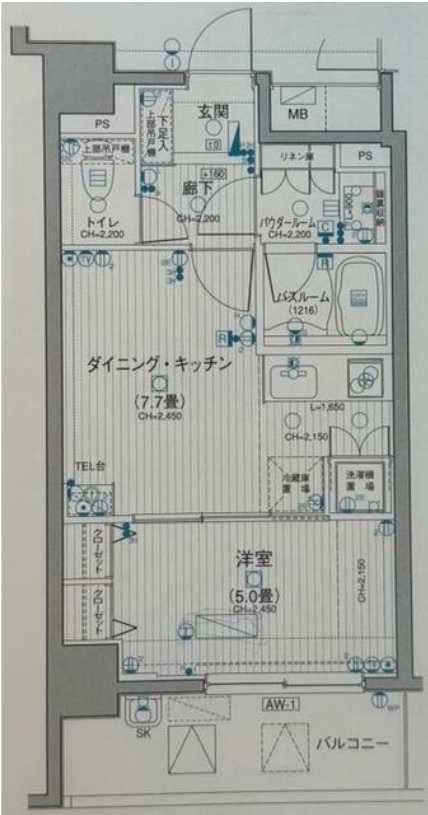 玄関
±0
MB
PS
上部吊戸棚
下足入
上部吊戸棚
リネン庫
PS
+160
廊下
CH=2,200
トイレ
CH=2,200
パウダールーム
CH=2,200
L=900
C
R
バスルーム
(1216)
R
ダイニング・キッチン
(7.7畳)
CH=2,450
L=1,650
CH=2,150
TEL台
冷蔵庫
置場
洗濯機
置場
クローゼット
クローゼット
洋室
(5.0畳)
CH=2,450
CH=2,150
AW-1
WP
SK
バルコニー